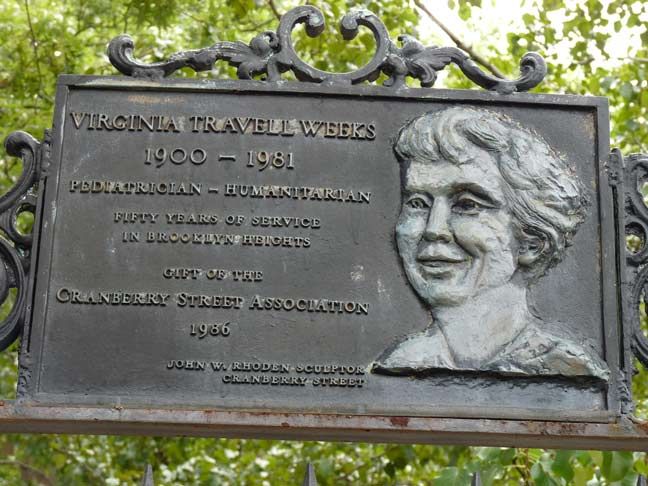 VIRGINIA TRAVELL WEEKS
1900 – 1981
PEDIATRICIAN – HUMANITARIAN
FIFTY YEARS OF SERVICE
IN BROOKLYN HEIGHTS
GIFT OF THE
CRANBERRY STREET ASSOCIATION
1986
JOHN W. RHODEN-SCULPTOR
CRANBERRY STREET